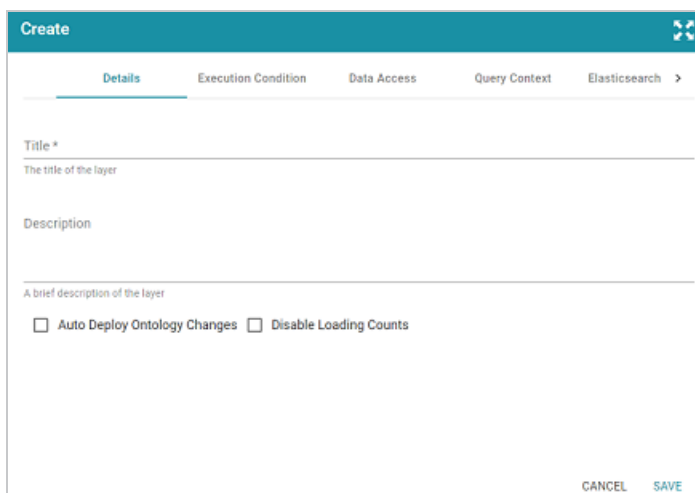 Create
Details Execution Condition Data Access Query Context Elasticsearch >
Title *
The title of the layer
Description
A brief description of the layer
Auto Deploy Ontology Changes Disable Loading Counts
CANCEL SAVE